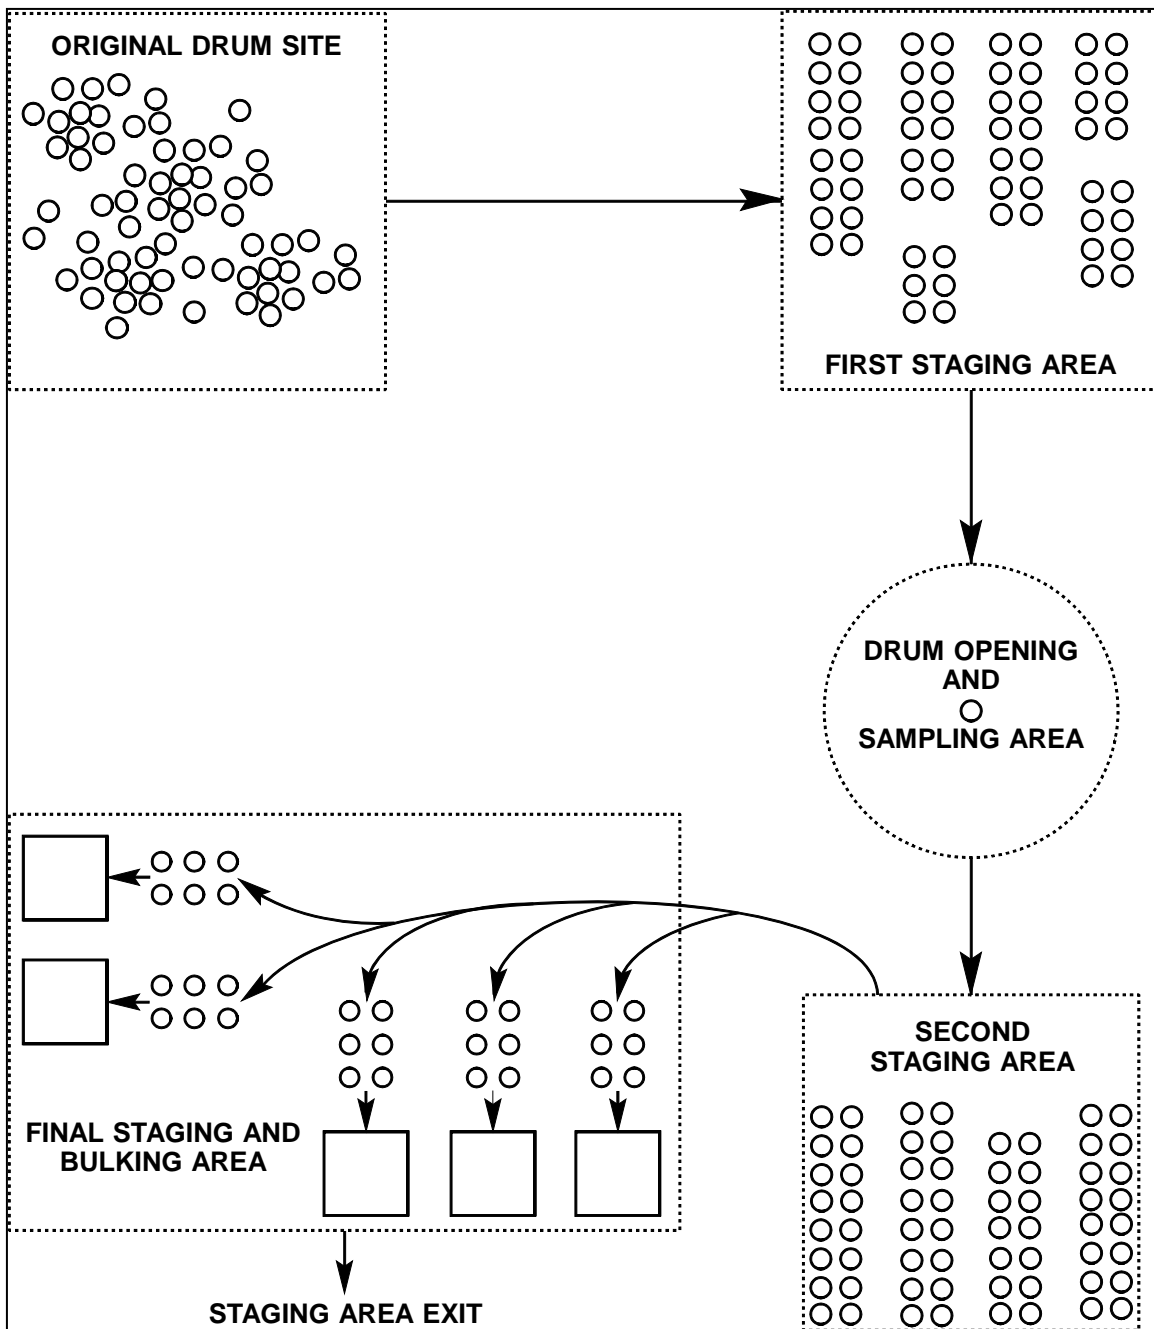 ORIGINAL DRUM SITE
FIRST STAGING AREA
DRUM OPENING
AND
SAMPLING AREA
SECOND
STAGING AREA
FINAL STAGING AND
BULKING AREA
STAGING AREA EXIT